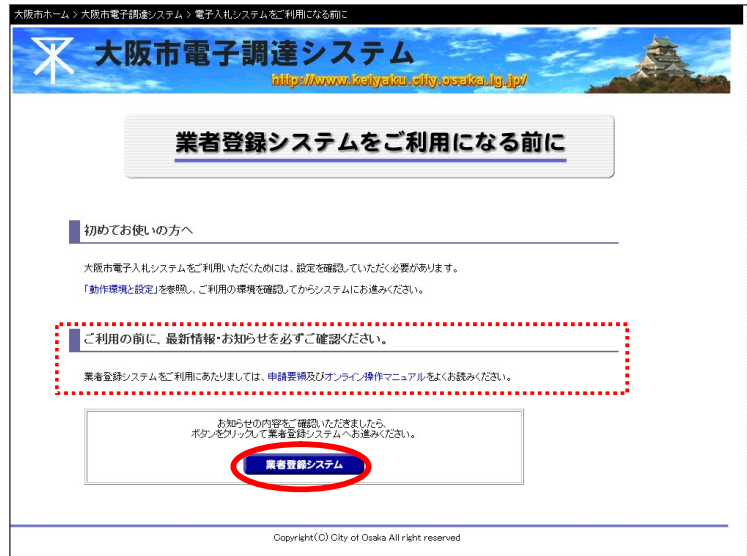 大阪市ホーム > 大阪市電子調達システム > 電子入札システムをご利用になる前に
大阪市電子調達システム
http://www.keiyaku.city.osaka.lg.jp/
業者登録システムをご利用になる前に
初めてお使いの方へ
大阪市電子入札システムをご利用いただくためには、設定を確認していただく必要があります。
「動作環境と設定」を参照し、ご利用の環境を確認してからシステムにお進みください。
ご利用の前に、最新情報・お知らせを必ずご確認ください。
業者登録システムをご利用にあたりましては、申請要領及びオンライン操作マニュアルをよくお読みください。
お知らせの内容をご確認いただきましたら、
ボタンをクリックして業者登録システムへお進みください。
業者登録システム
Copyright(C) City of Osaka All right reserved